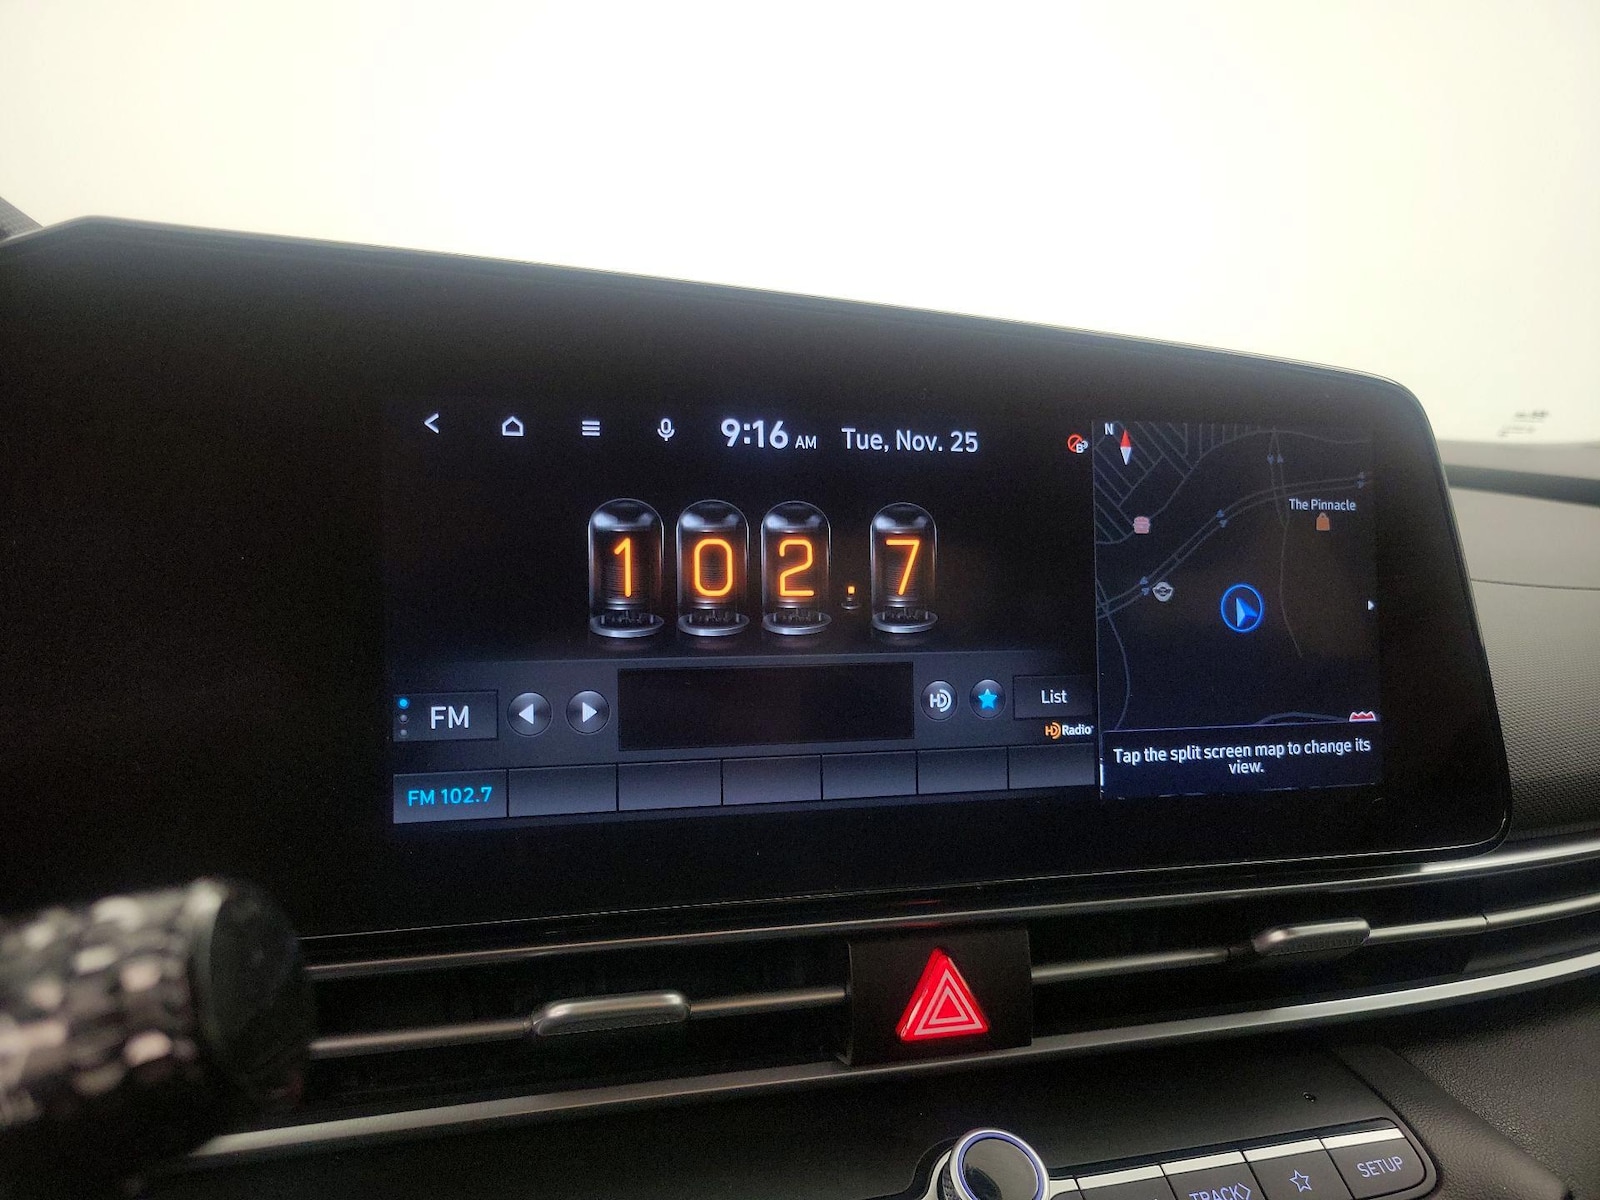 9:16 AM Tue, Nov. 25
N
The Pinnacle
102.7
FM
HD
List
HD Radio
FM 102.7
Tap the split screen map to change its
view.
TRACK
SETUP